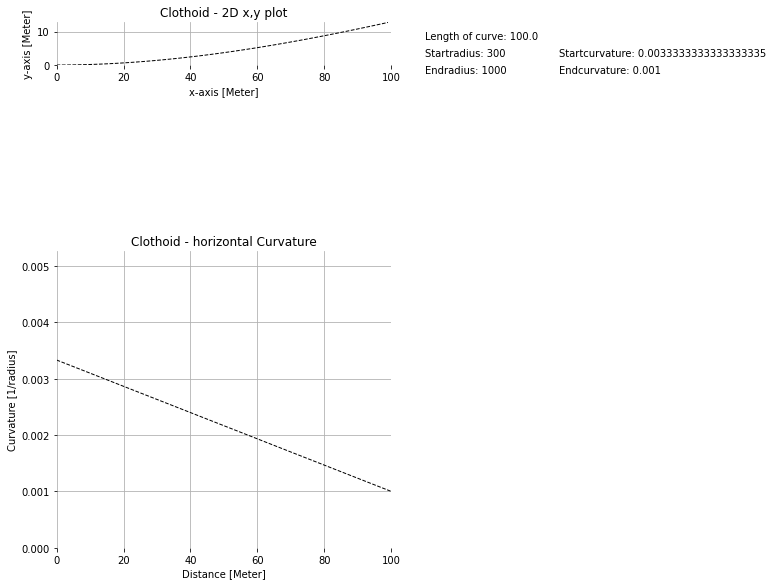 Clothoid - 2D x,y plot
y-axis [Meter]
10
0
0 20 40 60 80 100
x-axis [Meter]
Length of curve: 100.0
Startradius: 300 Startcurvature: 0.0033333333333333335
Endradius: 1000 Endcurvature: 0.001
Clothoid - horizontal Curvature
Curvature [1/radius]
0.005
0.004
0.003
0.002
0.001
0.000
0 20 40 60 80 100
Distance [Meter]